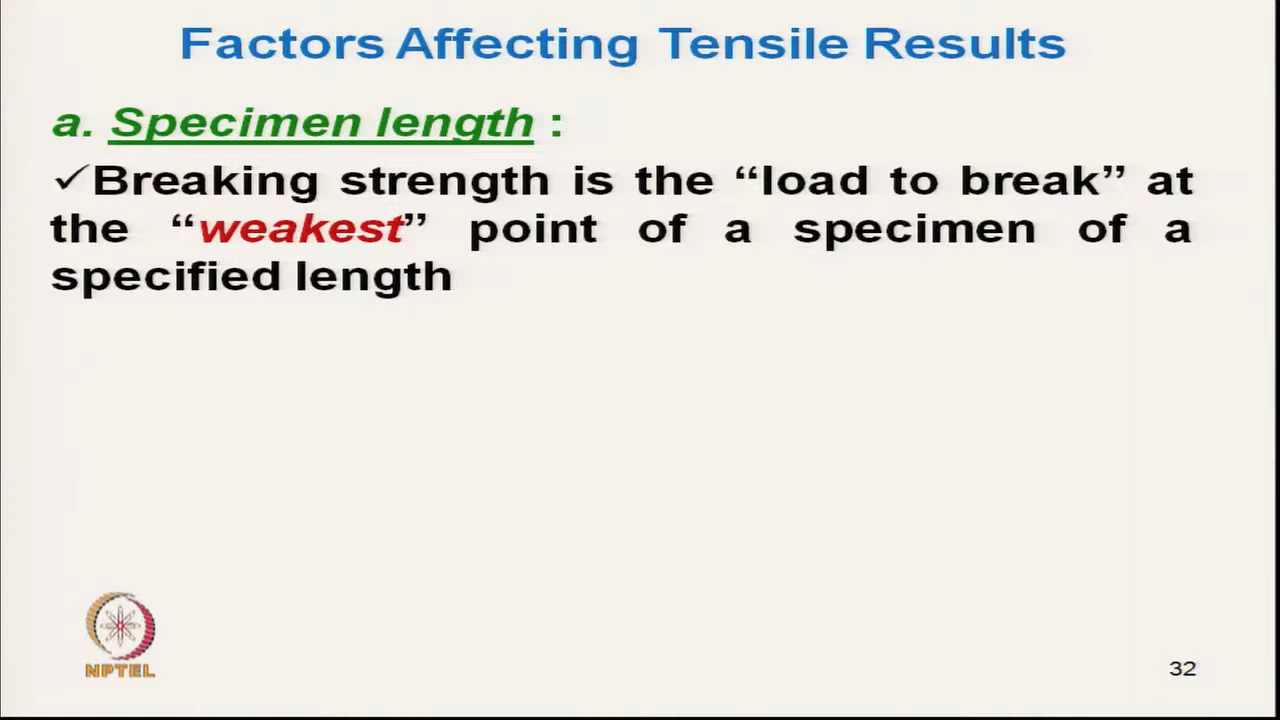 Factors Affecting Tensile Results
a. Specimen length :
✓Breaking strength is the “load to break” at
the “weakest” point of a specimen of a
specified length
NPTEL
32